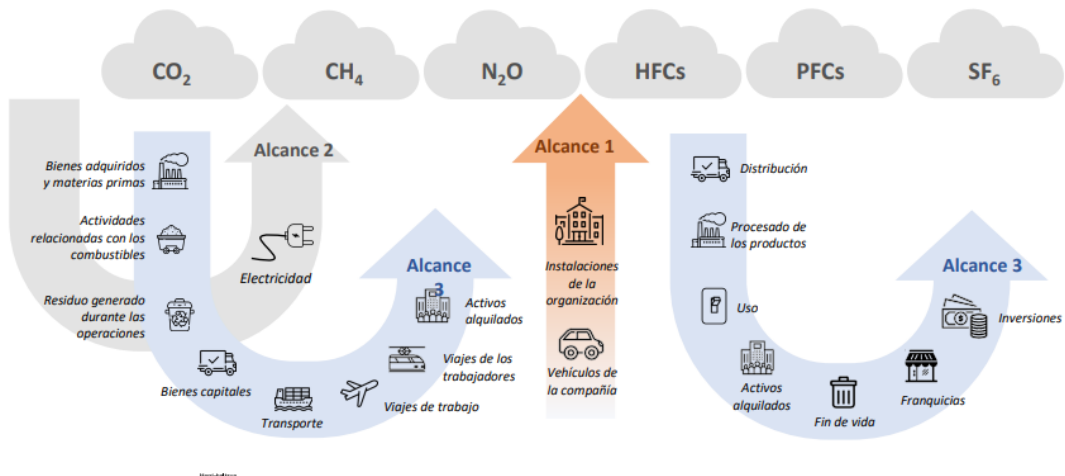 CO2
CH4
N2O
HFCs
PFCs
SF6
Alcance 2
Bienes adquiridos
y materias primas
Actividades
relacionadas con los
combustibles
Residuo generado
durante las
operaciones
Electricidad
Bienes capitales
Transporte
Viajes de trabajo
Viajes de los
trabajadores
Activos
alquilados
Alcance
3
Alcance 1
Instalaciones
de la
organización
Vehículos de
la compañía
Distribución
Procesado de
los productos
Uso
Activos
alquilados
Fin de vida
Franquicias
Inversiones
Alcance 3